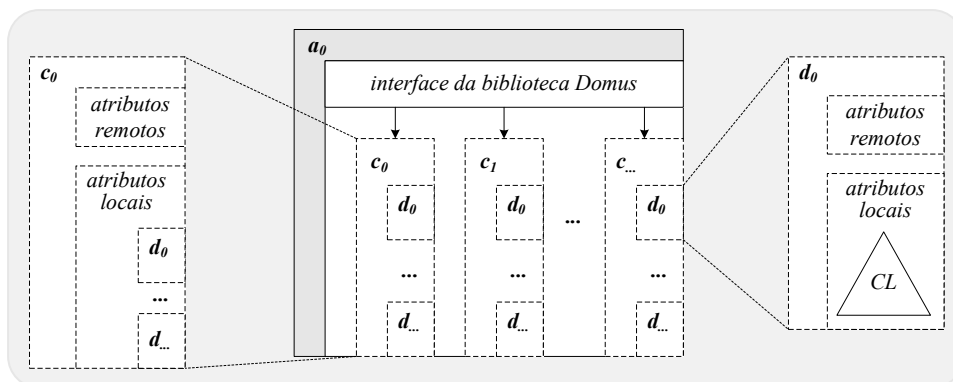 c0
atributos
remotos
atributos
locais
d0
...
d...
a0
interface da biblioteca Domus
c0
d0
...
d...
c1
d0
...
d...
...
c...
d0
...
d...
d0
atributos
remotos
atributos
locais
CL